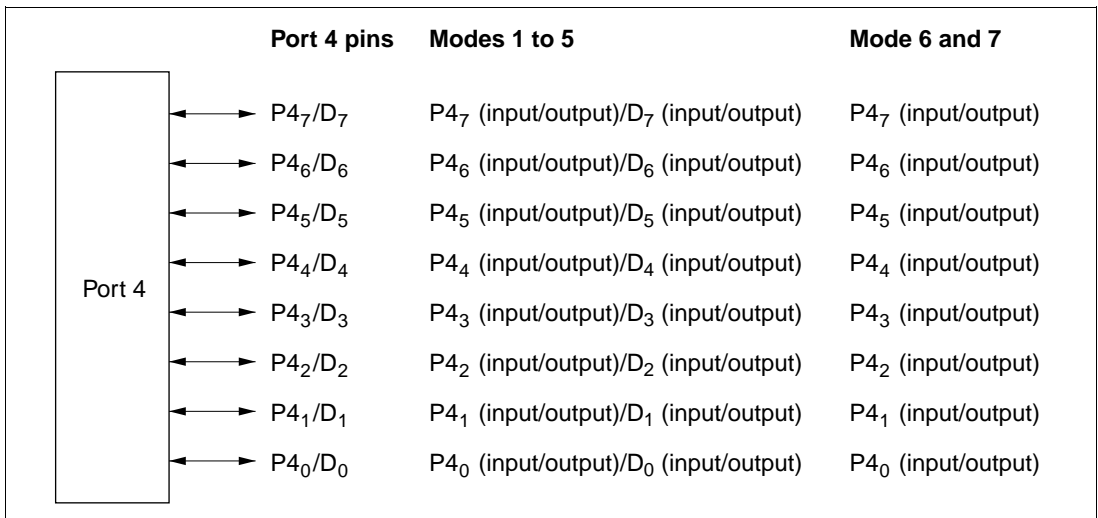 Port 4 pins Modes 1 to 5 Mode 6 and 7
P4₇/D₇ P4₇ (input/output)/D₇ (input/output) P4₇ (input/output)
P4₆/D₆ P4₆ (input/output)/D₆ (input/output) P4₆ (input/output)
P4₅/D₅ P4₅ (input/output)/D₅ (input/output) P4₅ (input/output)
P4₄/D₄ P4₄ (input/output)/D₄ (input/output) P4₄ (input/output)
Port 4
P4₃/D₃ P4₃ (input/output)/D₃ (input/output) P4₃ (input/output)
P4₂/D₂ P4₂ (input/output)/D₂ (input/output) P4₂ (input/output)
P4₁/D₁ P4₁ (input/output)/D₁ (input/output) P4₁ (input/output)
P4₀/D₀ P4₀ (input/output)/D₀ (input/output) P4₀ (input/output)